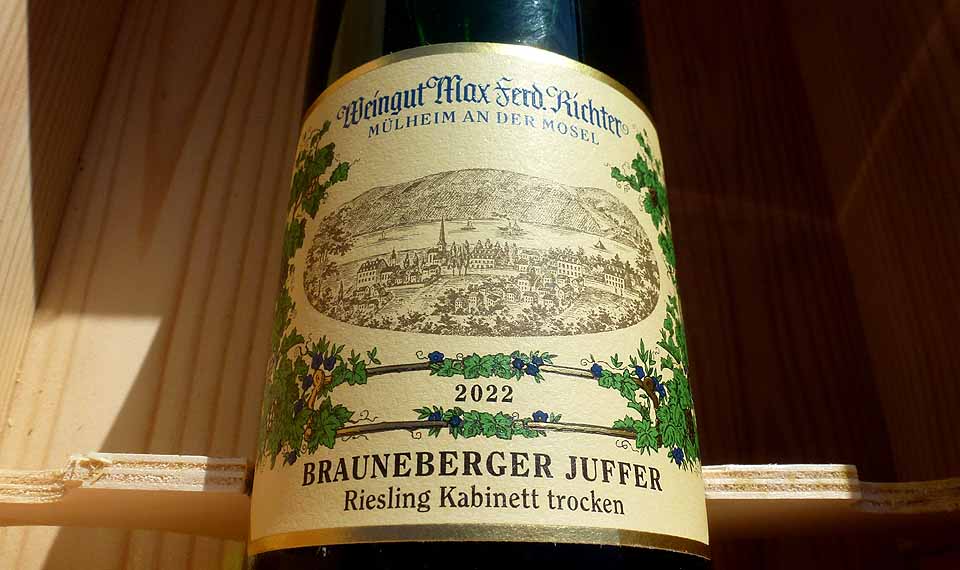 Weingut Max Ferd. Richter
MÜLHEIM AN DER MOSEL
2022
BRAUNEBERGER JUFFER
Riesling Kabinett trocken